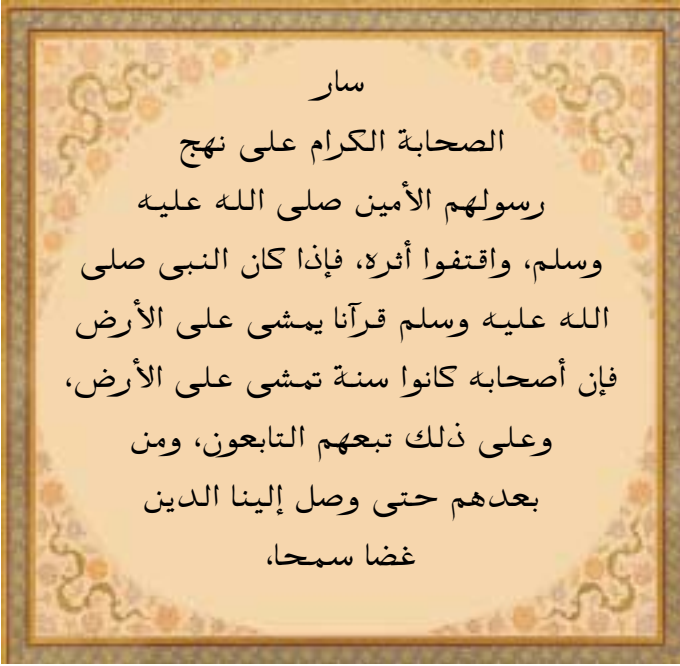 سار
الصحابة الكرام على نهج
رسولهم الأمين صلى الله عليه
وسلم، واقتفوا أثره، فإذا كان النبى صلى
الله عليه وسلم قرآنا يمشى على الأرض
فإن أصحابه كانوا سنة تمشى على الأرض،
وعلى ذلك تبعهم التابعون، ومن
بعدهم حتى وصل إلينا الدين
غضا سمحا،